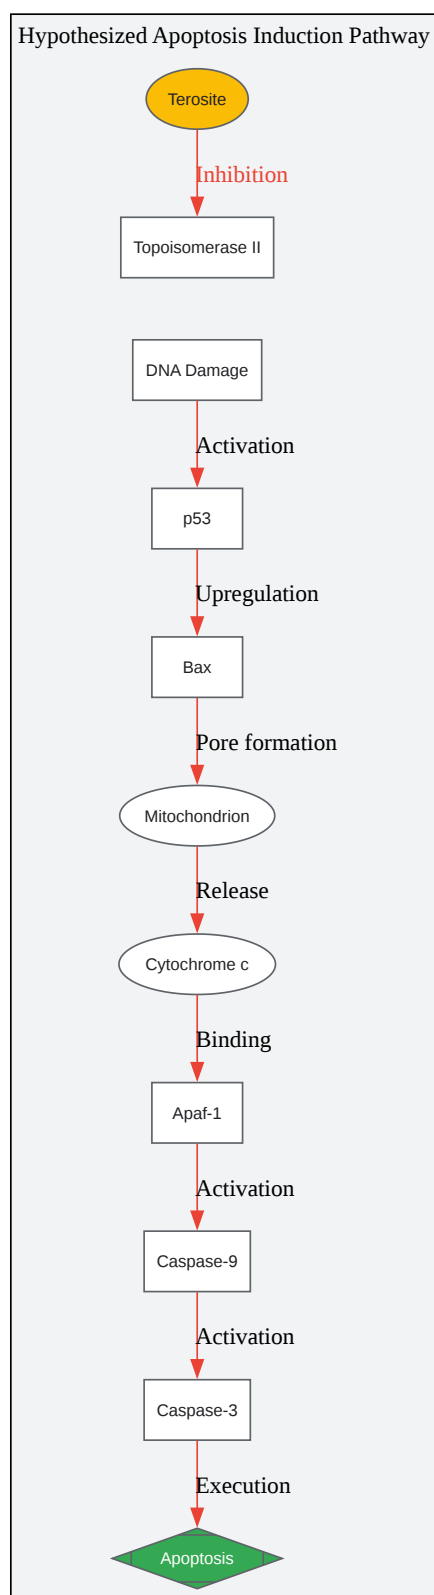 Hypothesized Apoptosis Induction Pathway
Terosite
Inhibition
Topoisomerase II
DNA Damage
Activation
p53
Upregulation
Bax
Pore formation
Mitochondrion
Release
Cytochrome c
Binding
Apaf-1
Activation
Caspase-9
Activation
Caspase-3
Execution
Apoptosis